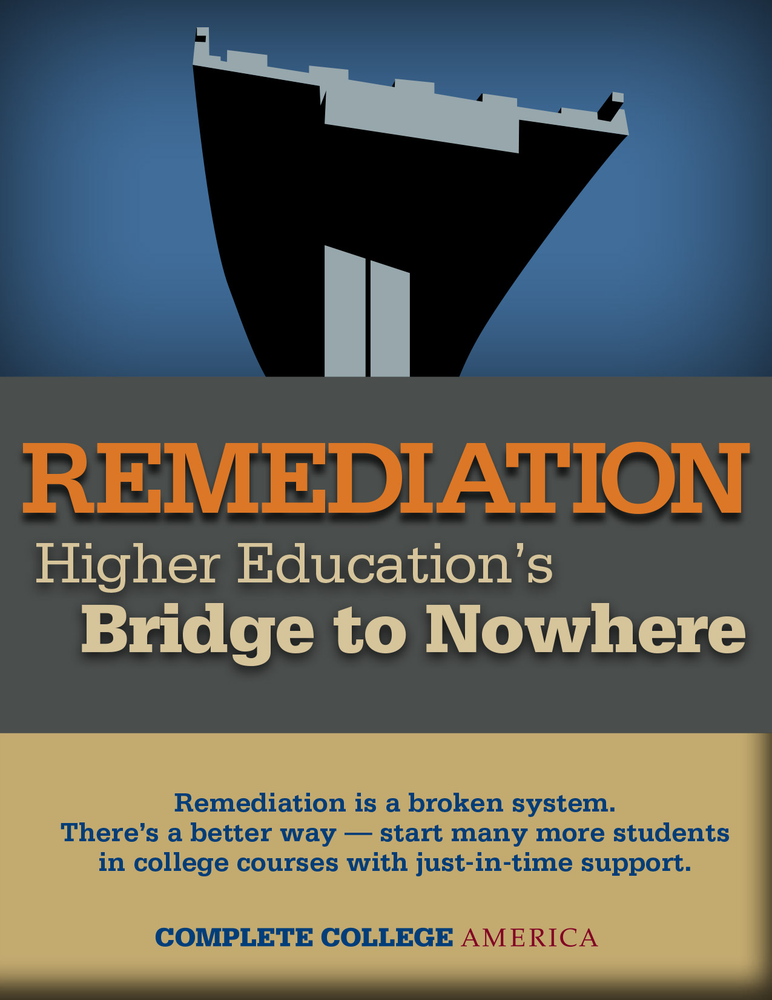 REMEDIATION
Higher Education’s
Bridge to Nowhere
Remediation is a broken system.
There’s a better way — start many more students
in college courses with just-in-time support.
COMPLETE COLLEGE AMERICA